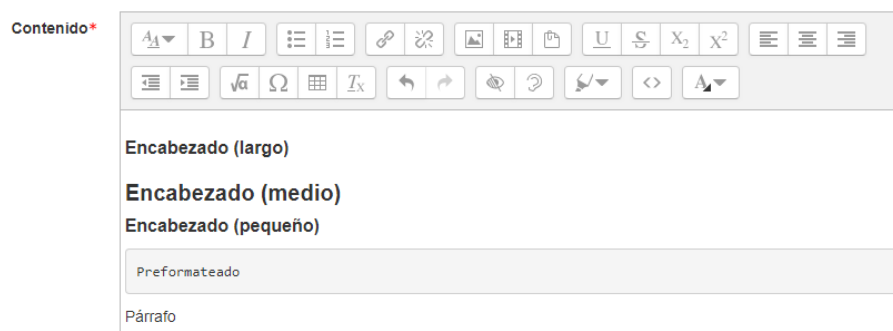 Contenido*
Encabezado (largo)
Encabezado (medio)
Encabezado (pequeño)
Preformateado
Párrafo